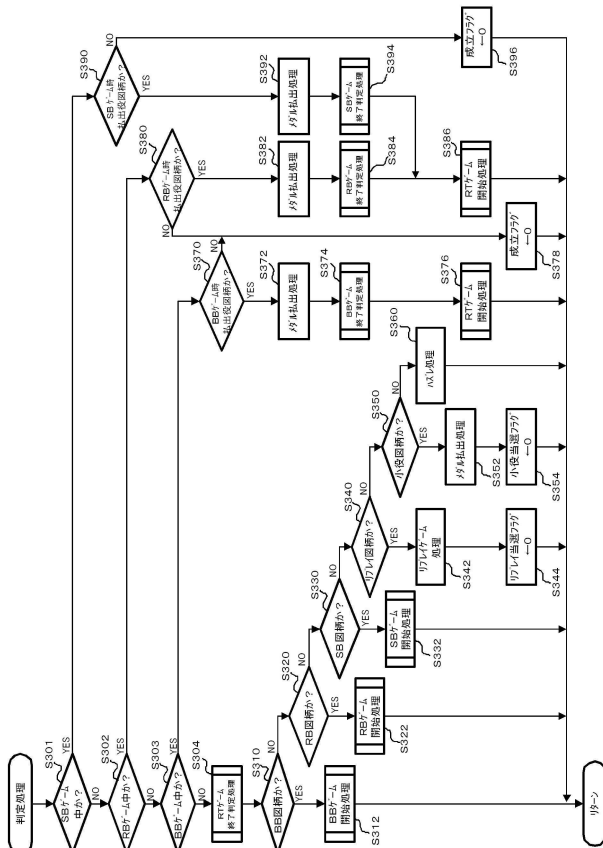 判定処理
S301
SBゲーム
中か?
YES
NO
S302
RBゲーム中か?
YES
NO
S303
BBゲーム中か?
YES
NO
S304
RTゲーム
終了判定処理
S310
BB図柄か?
NO
YES
BBゲーム
開始処理
S312
S320
RB図柄か?
NO
YES
RBゲーム
開始処理
S322
S330
SB図柄か?
NO
YES
SBゲーム
開始処理
S332
S340
リプレイ図柄か?
NO
YES
リプレイゲーム
処理
S342
リプレイ当選フラグ
←0
S344
S350
小役図柄か?
NO
YES
メダル払出処理
S352
小役当選フラグ
←0
S354
S360
ハズレ処理
S370
BBゲーム時
払出役図柄か?
NO
YES
S372
メダル払出処理
S374
BBゲーム
終了判定処理
S376
RTゲーム
開始処理
成立フラグ
←0
S378
S380
RBゲーム時
払出役図柄か?
NO
YES
S382
メダル払出処理
S384
RBゲーム
終了判定処理
S386
RTゲーム
開始処理
S390
SBゲーム時
払出役図柄か?
NO
YES
S392
メダル払出処理
S394
SBゲーム
終了判定処理
成立フラグ
←0
S396
リターン